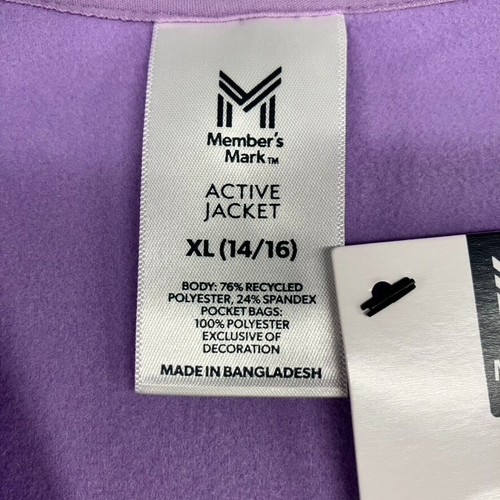 Member's
Mark™
ACTIVE
JACKET
XL (14/16)
BODY: 76% RECYCLED
POLYESTER, 24% SPANDEX
POCKET BAGS:
100% POLYESTER
EXCLUSIVE OF
DECORATION
MADE IN BANGLADESH